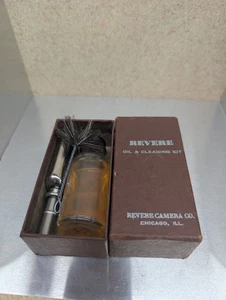 REVERE
OIL & CLEANING KIT
REVERE CAMERA CO.
CHICAGO, ILL.